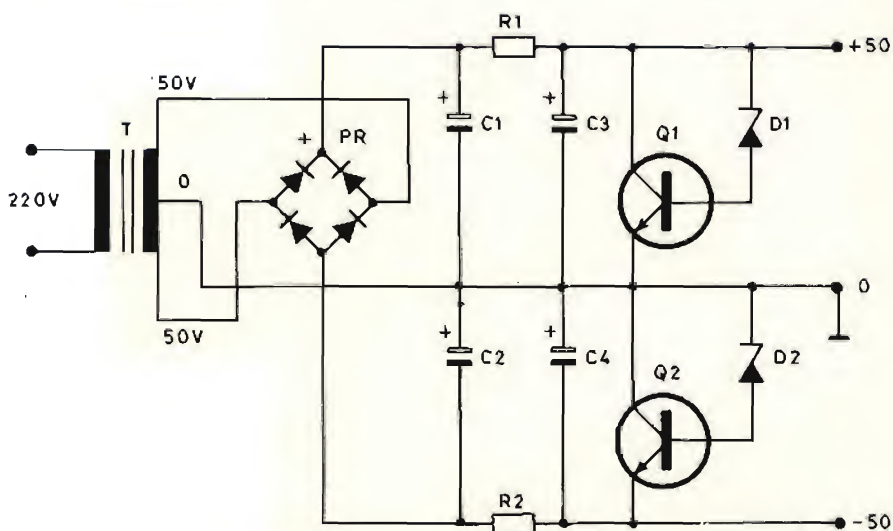 R1
+50
50V
+
+
+
D1
T
+
PR
C1
C3
Q1
0
220V
0
50V
+
+
C2
C4
Q2
D2
R2
-50